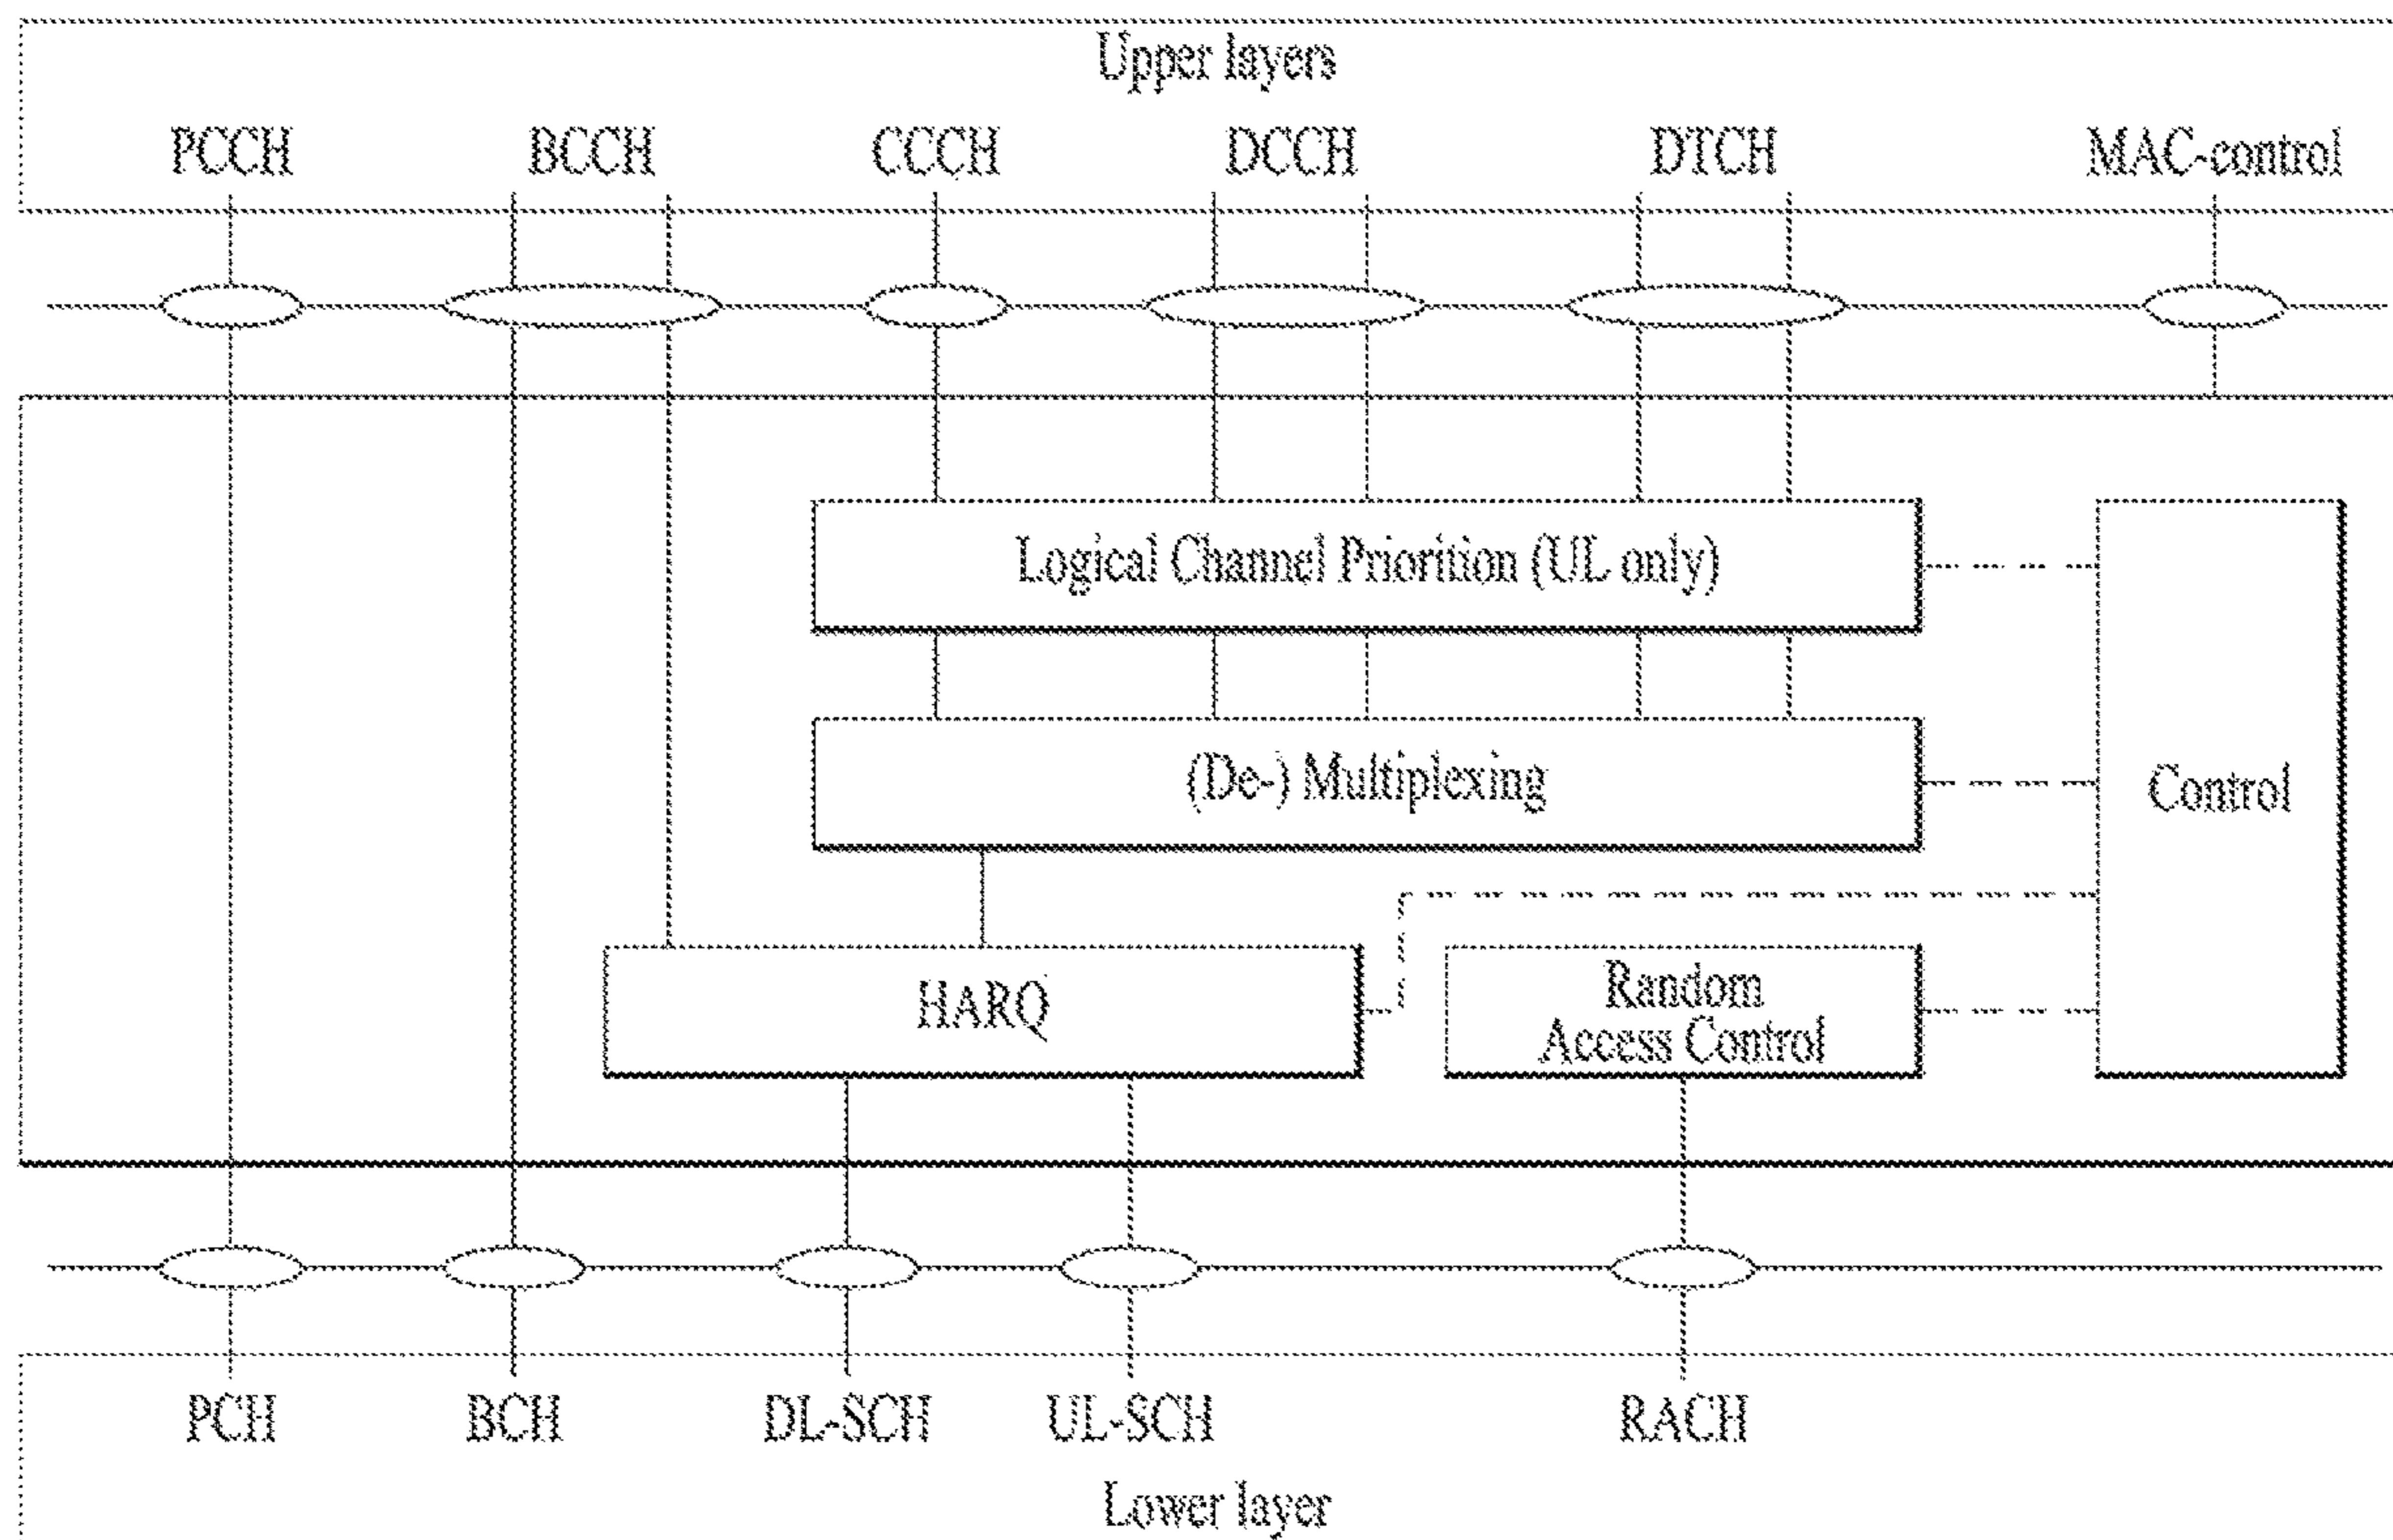 Upper layers
PCCH BCCH CCCH DCCH DTCH MAC-control
Logical Channel Priorition (UL only)
(De-) Multiplexing
Control
HARQ
Random
Access Control
PCH BCH DL-SCH UL-SCH RACH
Lower layer